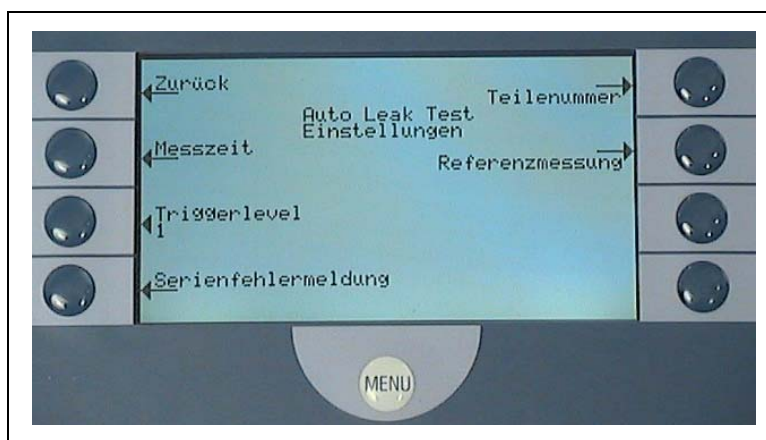 Zurück
Teilenummer
Auto Leak Test
Einstellungen
Messzeit
Referenzmessung
Triggerlevel
1
Serienfehlermeldung
MENU